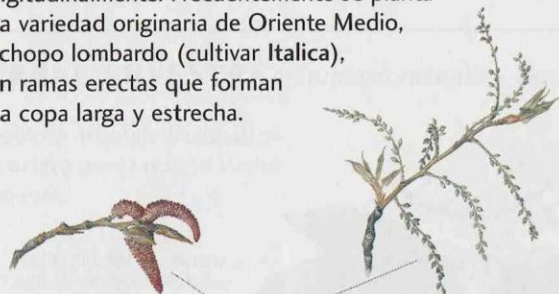 a variedad originaria de Oriente Medio,
chopo lombardo (cultivar Italica),
n ramas erectas que forman
a copa larga y estrecha.